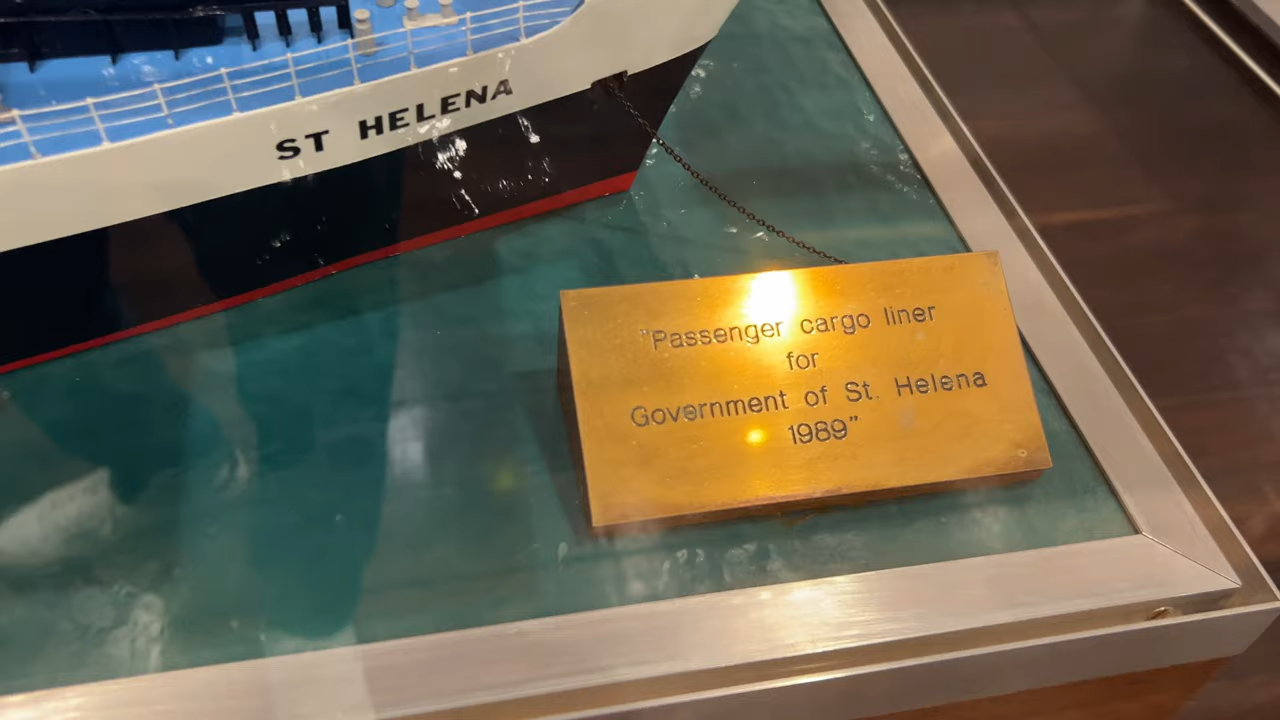 ST HELENA
"Passenger cargo liner
for
Government of St. Helena
1989"